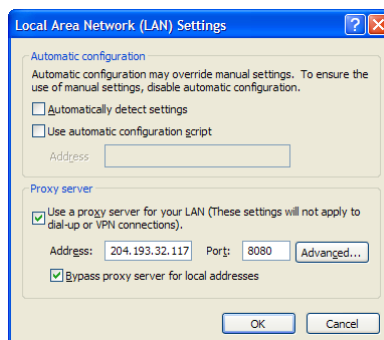 Local Area Network (LAN) Settings
Automatic configuration
Automatic configuration may override manual settings. To ensure the
use of manual settings, disable automatic configuration.
Automatically detect settings
Use automatic configuration script
Address
Proxy server
Use a proxy server for your LAN (These settings will not apply to
dial-up or VPN connections).
Address: 204.193.32.117 Port: 8080 Advanced...
Bypass proxy server for local addresses
OK Cancel